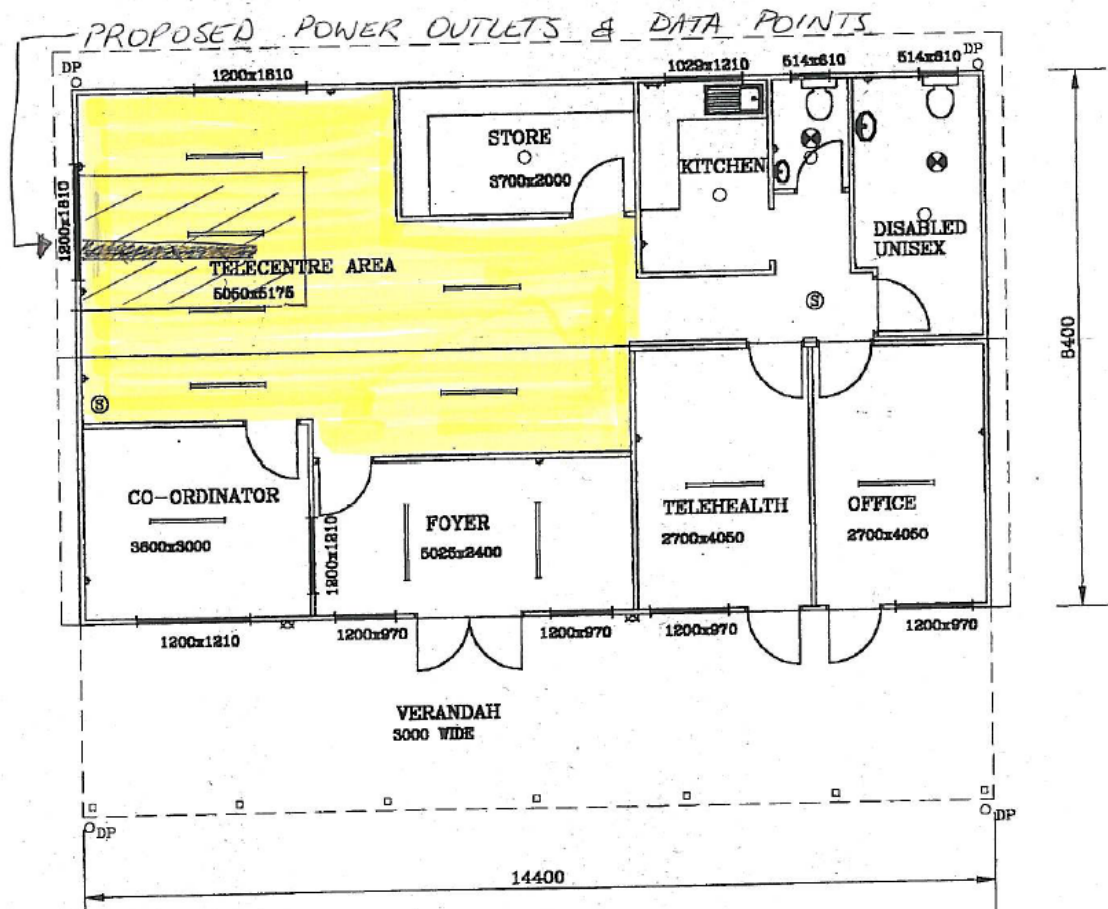 PROPOSED POWER OUTLETS & DATA POINTS
DP
1200x1810
1029x1210
514x610
514x610
DP
STORE
3700x2000
KITCHEN
DISABLED
UNISEX
1200x1810
TELECENTRE AREA
5050x5175
S
S
8400
CO-ORDINATOR
3600x3000
1200x1210
FOYER
5025x2400
TELEHEALTH
2700x4050
OFFICE
2700x4050
1200x1210
1200x970
1200x970
1200x970
1200x970
VERANDAH
3000 WIDE
DP
DP
14400